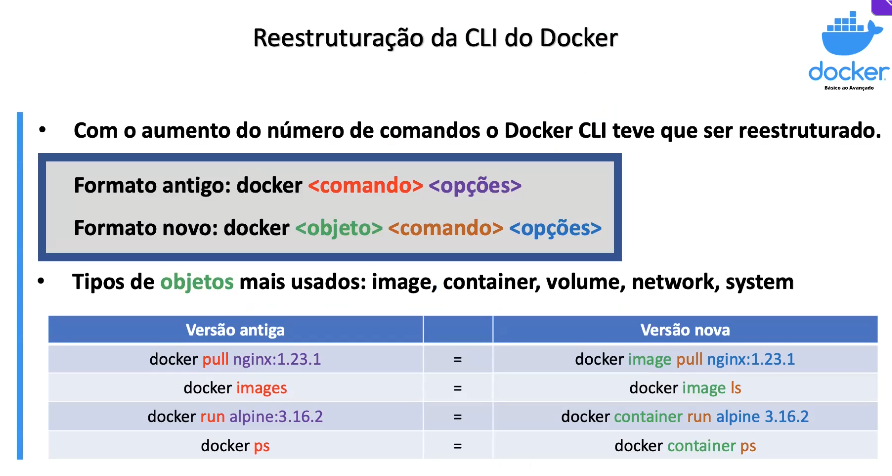 Reestruturação da CLI do Docker
docker
Básico ao Avançado
• Com o aumento do número de comandos o Docker CLI teve que ser reestruturado.
Formato antigo: docker <comando> <opções>
Formato novo: docker <objeto> <comando> <opções>
• Tipos de objetos mais usados: image, container, volume, network, system
Versão antiga Versão nova
docker pull nginx:1.23.1 = docker image pull nginx:1.23.1
docker images = docker image ls
docker run alpine:3.16.2 = docker container run alpine 3.16.2
docker ps = docker container ps